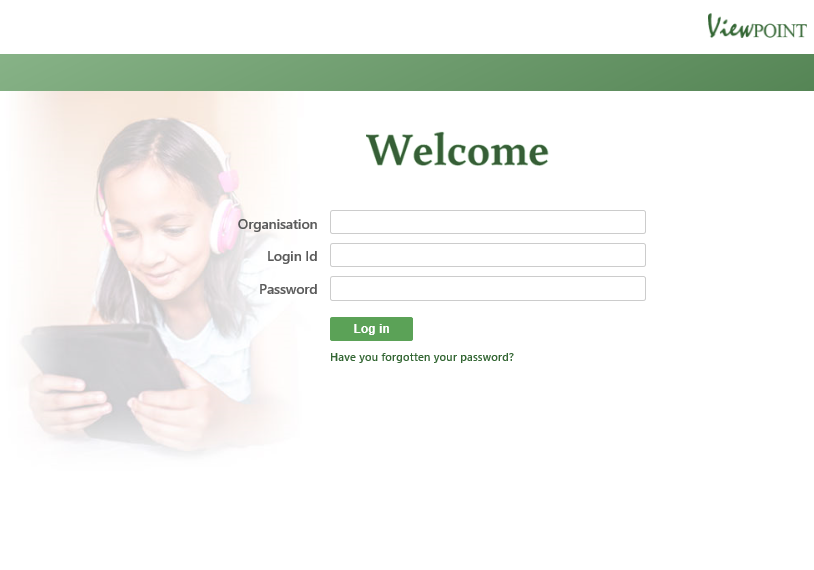 ViewPOINT
Welcome
Organisation
Login Id
Password
Log in
Have you forgotten your password?